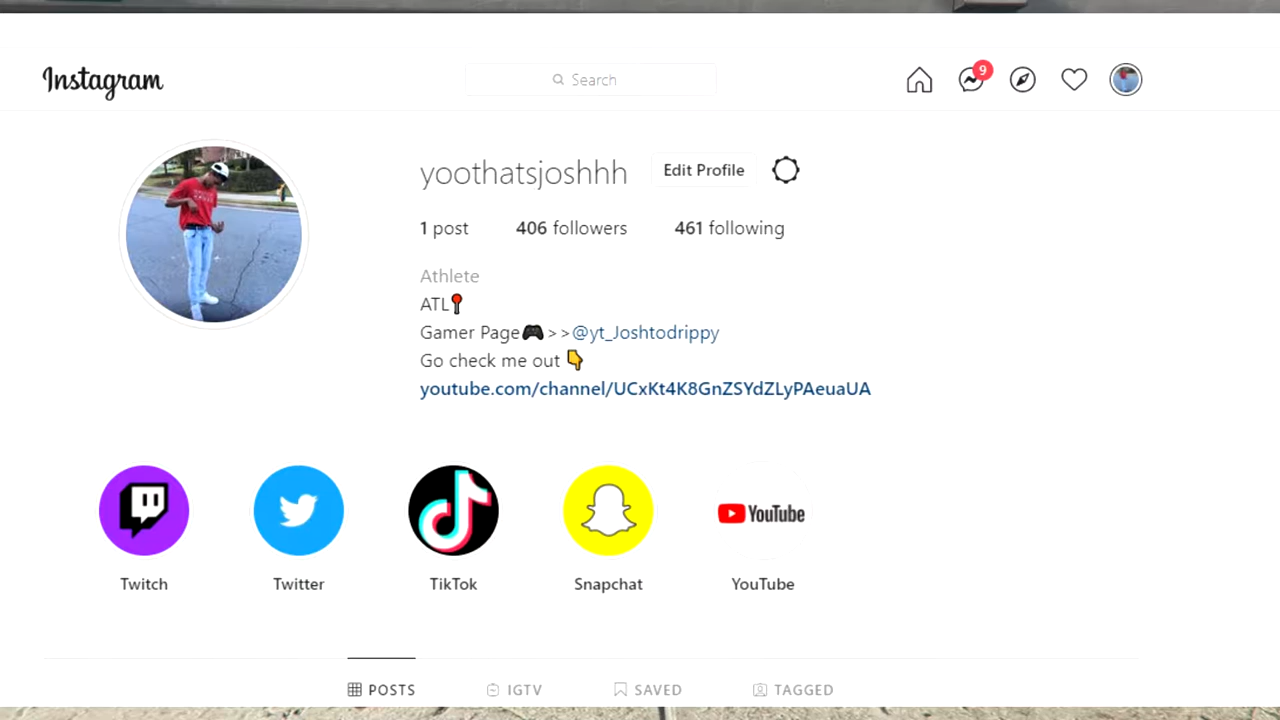 Instagram
Search
9
yoothatsjoshhh
Edit Profile
1 post 406 followers 461 following
Athlete
ATL📍
Gamer Page🎮>>@yt_Joshtodrippy
Go check me out 👇
youtube.com/channel/UCxKt4K8GnZSYdZLyPAeuaUA
YouTube
Twitch Twitter TikTok Snapchat YouTube
POSTS IGTV SAVED TAGGED